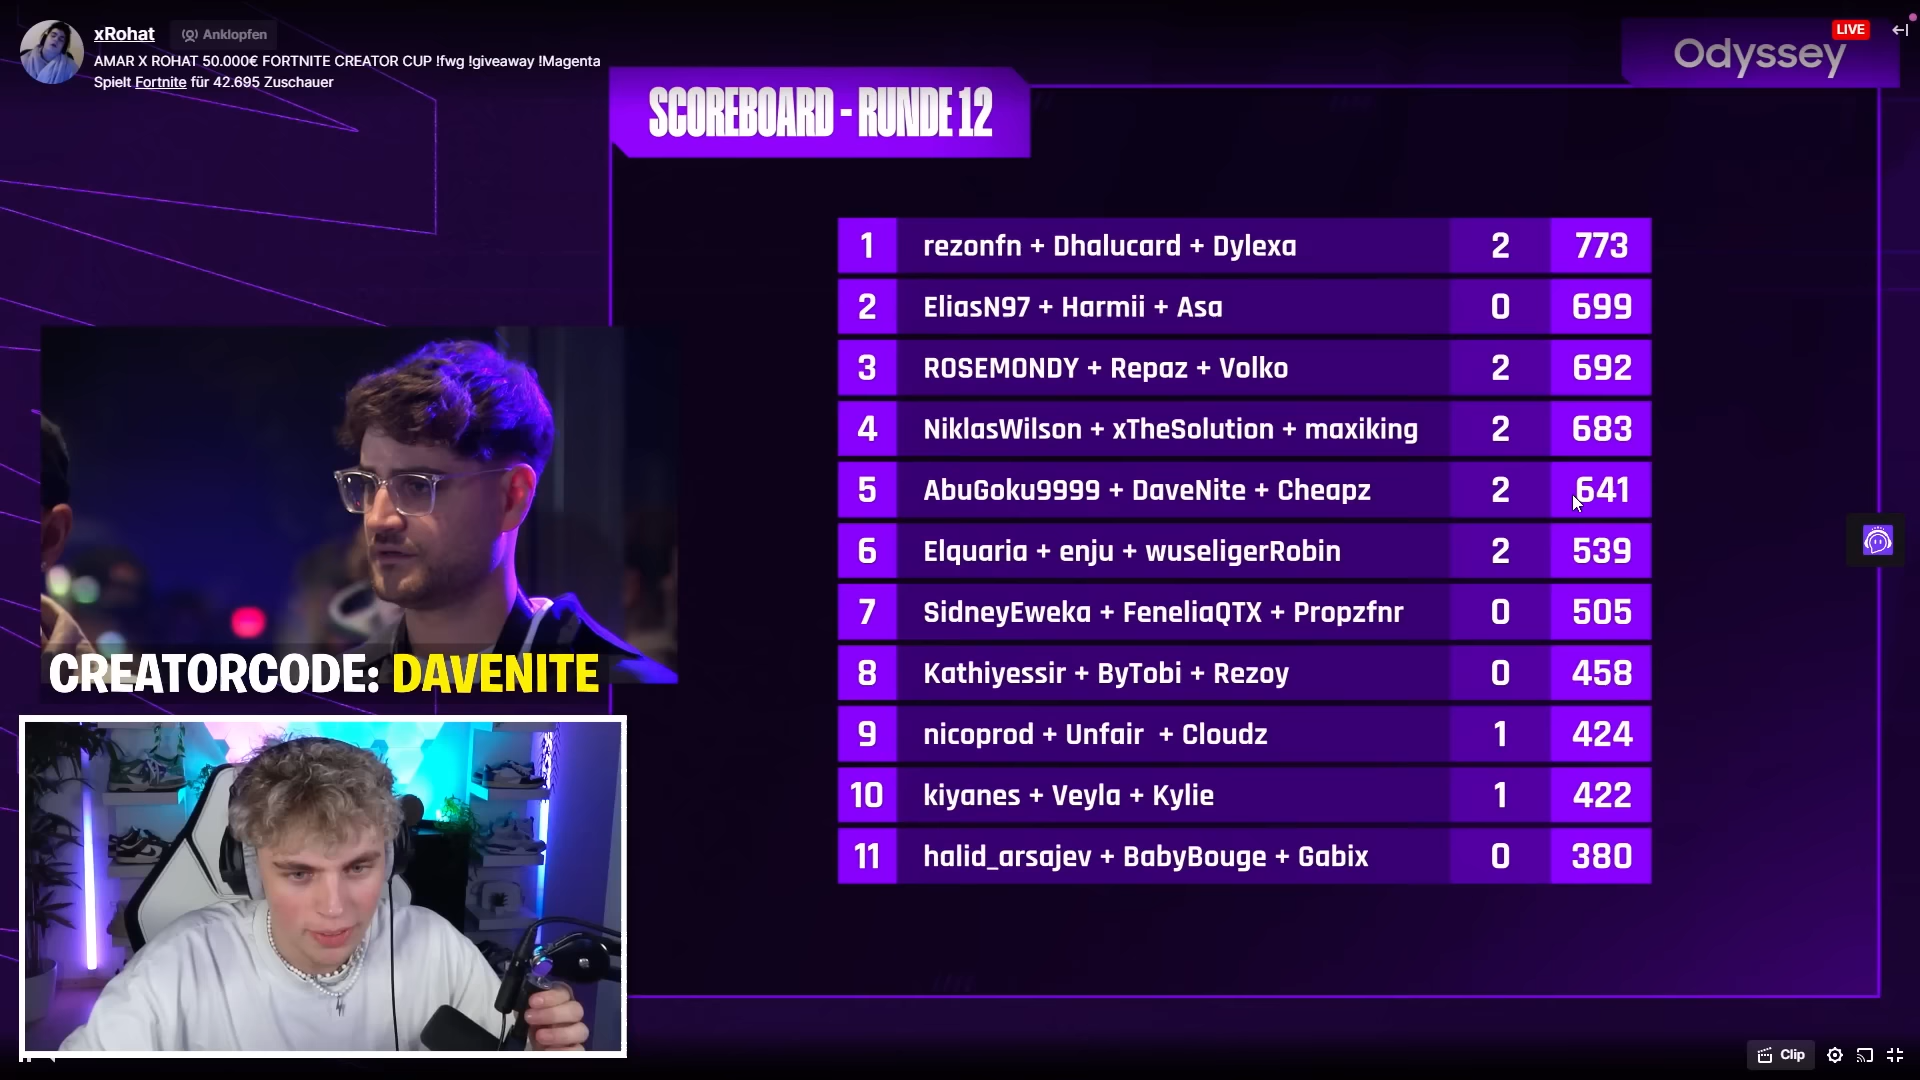 xRohat
Anklopfen
AMAR X ROHAT 50.000€ FORTNITE CREATOR CUP !fwg !giveaway !Magenta
Spielt Fortnite für 42.695 Zuschauer
LIVE
Odyssey
SCOREBOARD - RUNDE 12
1 rezonfn + Dhalucard + Dylexa 2 773
2 EliasN97 + Harmii + Asa 0 699
3 ROSEMONDY + Repaz + Volko 2 692
4 NiklasWilson + xTheSolution + maxiking 2 683
5 AbuGoku9999 + DaveNite + Cheapz 2 641
6 Elquaria + enju + wuseligerRobin 2 539
7 SidneyEweka + FeneliaQTX + Propzfnr 0 505
8 Kathiyessir + ByTobi + Rezoy 0 458
9 nicoprod + Unfair + Cloudz 1 424
10 kiyanes + Veyla + Kylie 1 422
11 halid_arsajev + BabyBouge + Gabix 0 380
CREATORCODE: DAVENITE
Clip